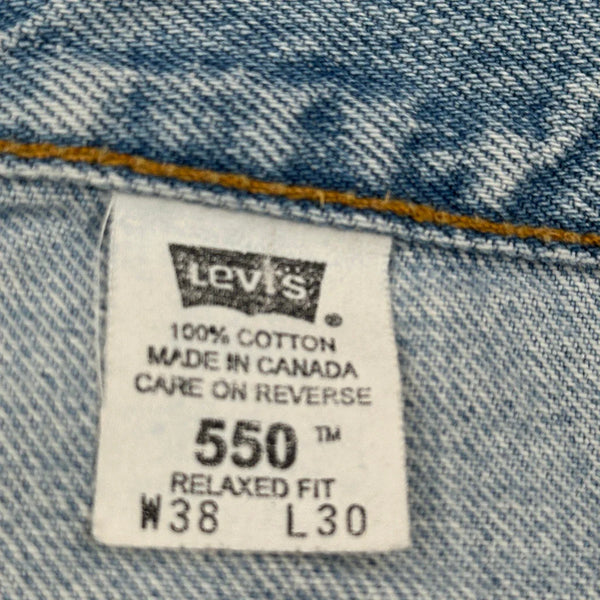 Levi's ®
100% COTTON
MADE IN CANADA
CARE ON REVERSE
550 ™
RELAXED FIT
W38 L30